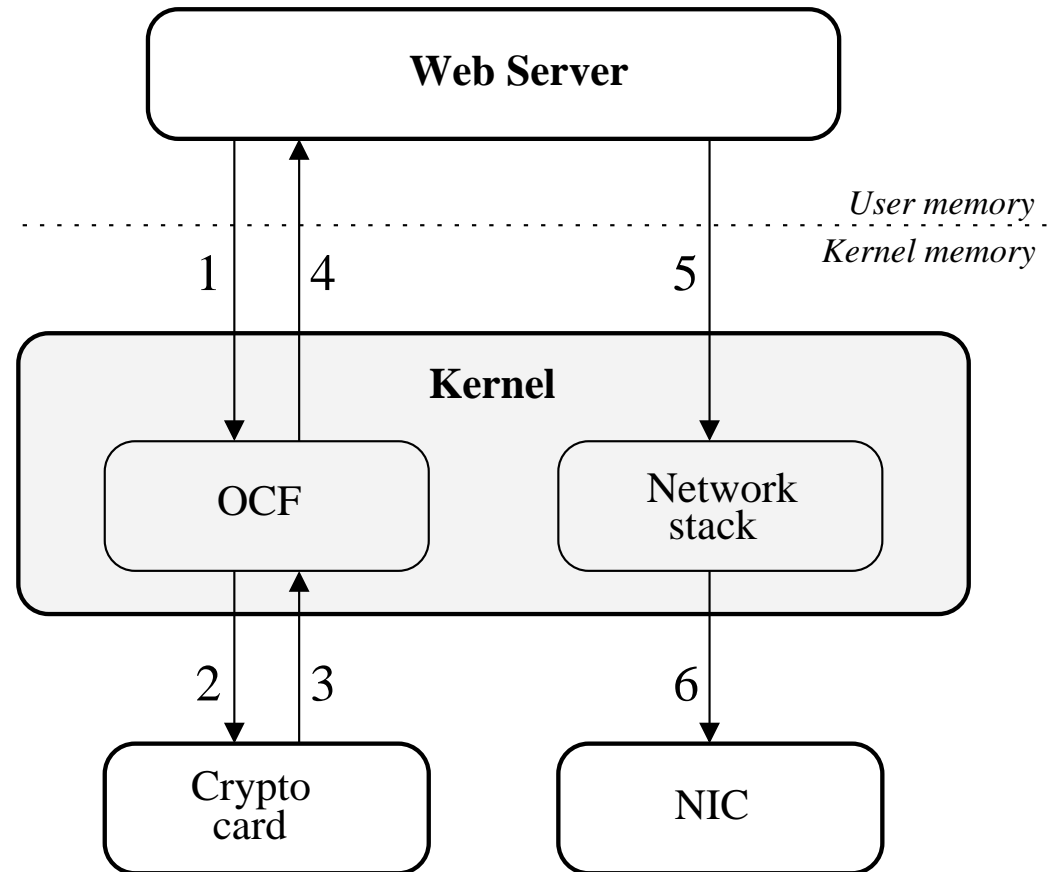 Web Server
User memory
Kernel memory
1
4
5
Kernel
OCF
Network
stack
2
3
6
Crypto
card
NIC